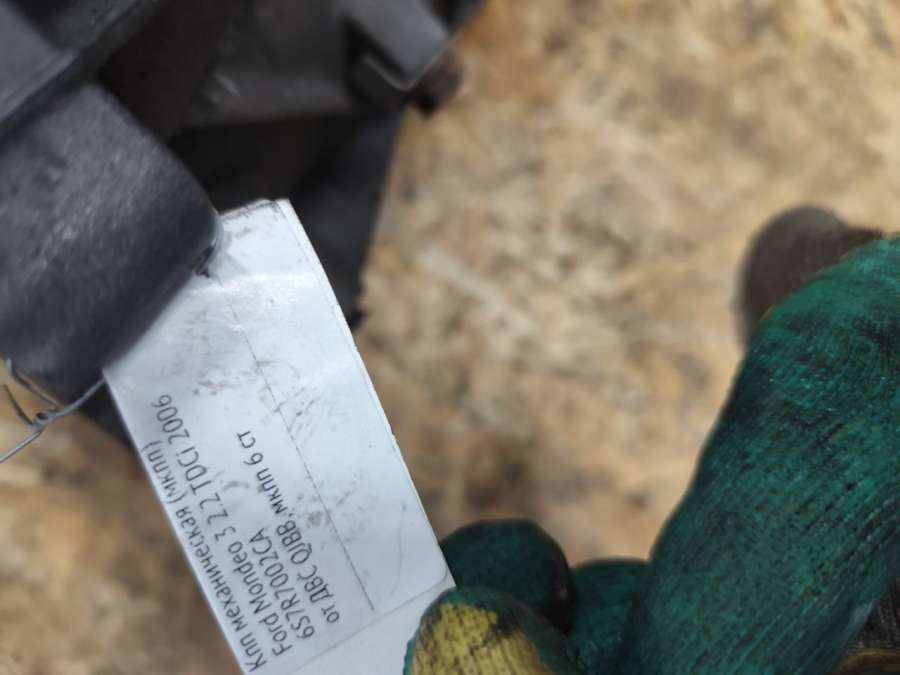 Кпп механическая (мкпп)
Ford Mondeo 3 2.2 TDCi 2006
6S7R7002CA
от ДВС QJBB, мкпп 6 ст